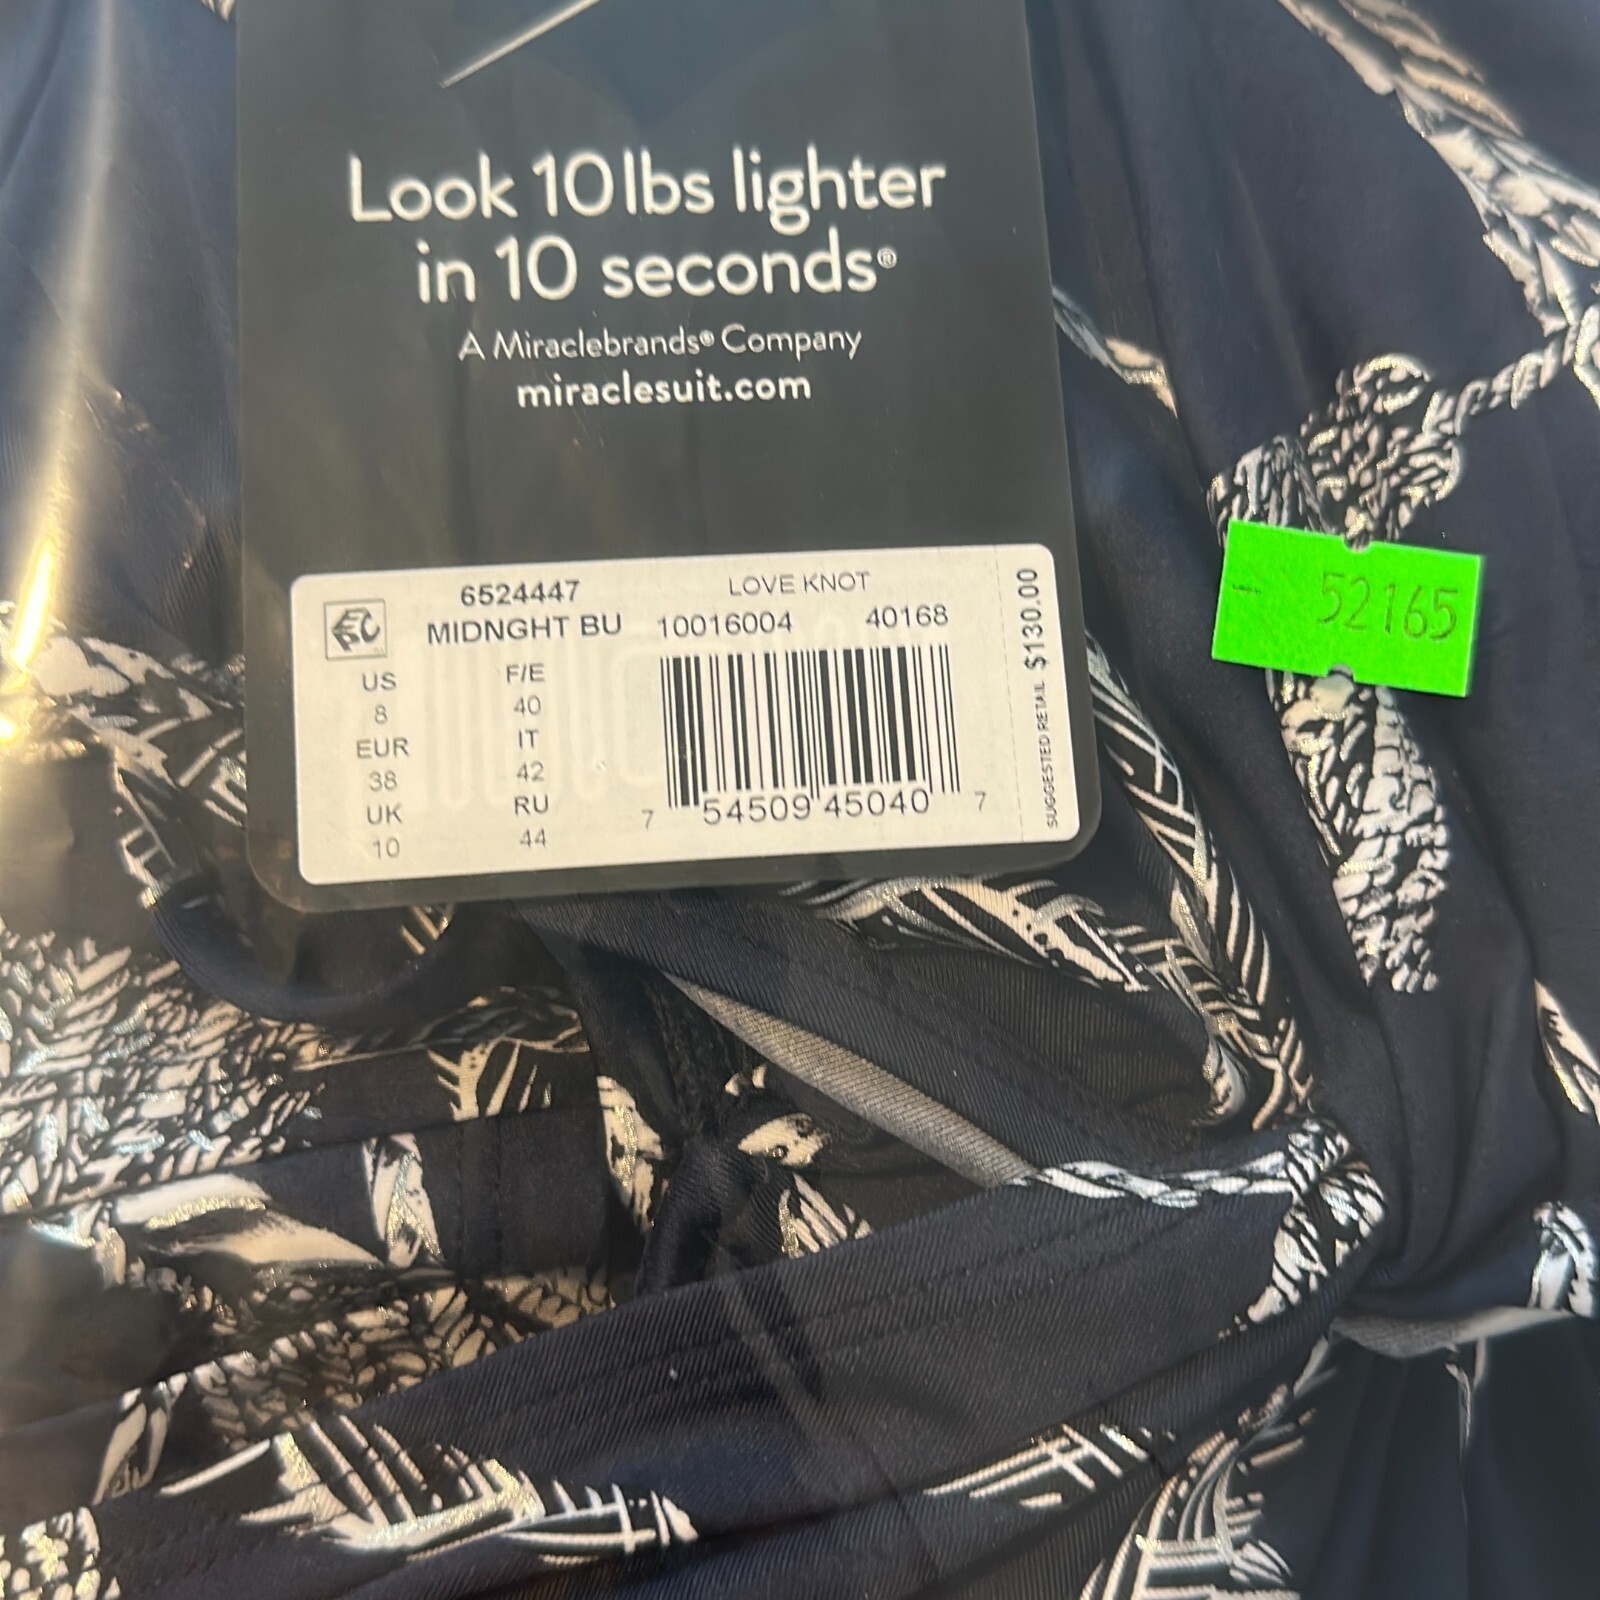 Look 10 lbs lighter
in 10 seconds®
A Miraclebrands® Company
miraclesuit.com
6524447 LOVE KNOT
MIDNGHT BU 10016004 40168
US F/E
8 40
EUR IT
38 42
UK RU
10 44
7 54509 45040 7
SUGGESTED RETAIL $130.00
52165